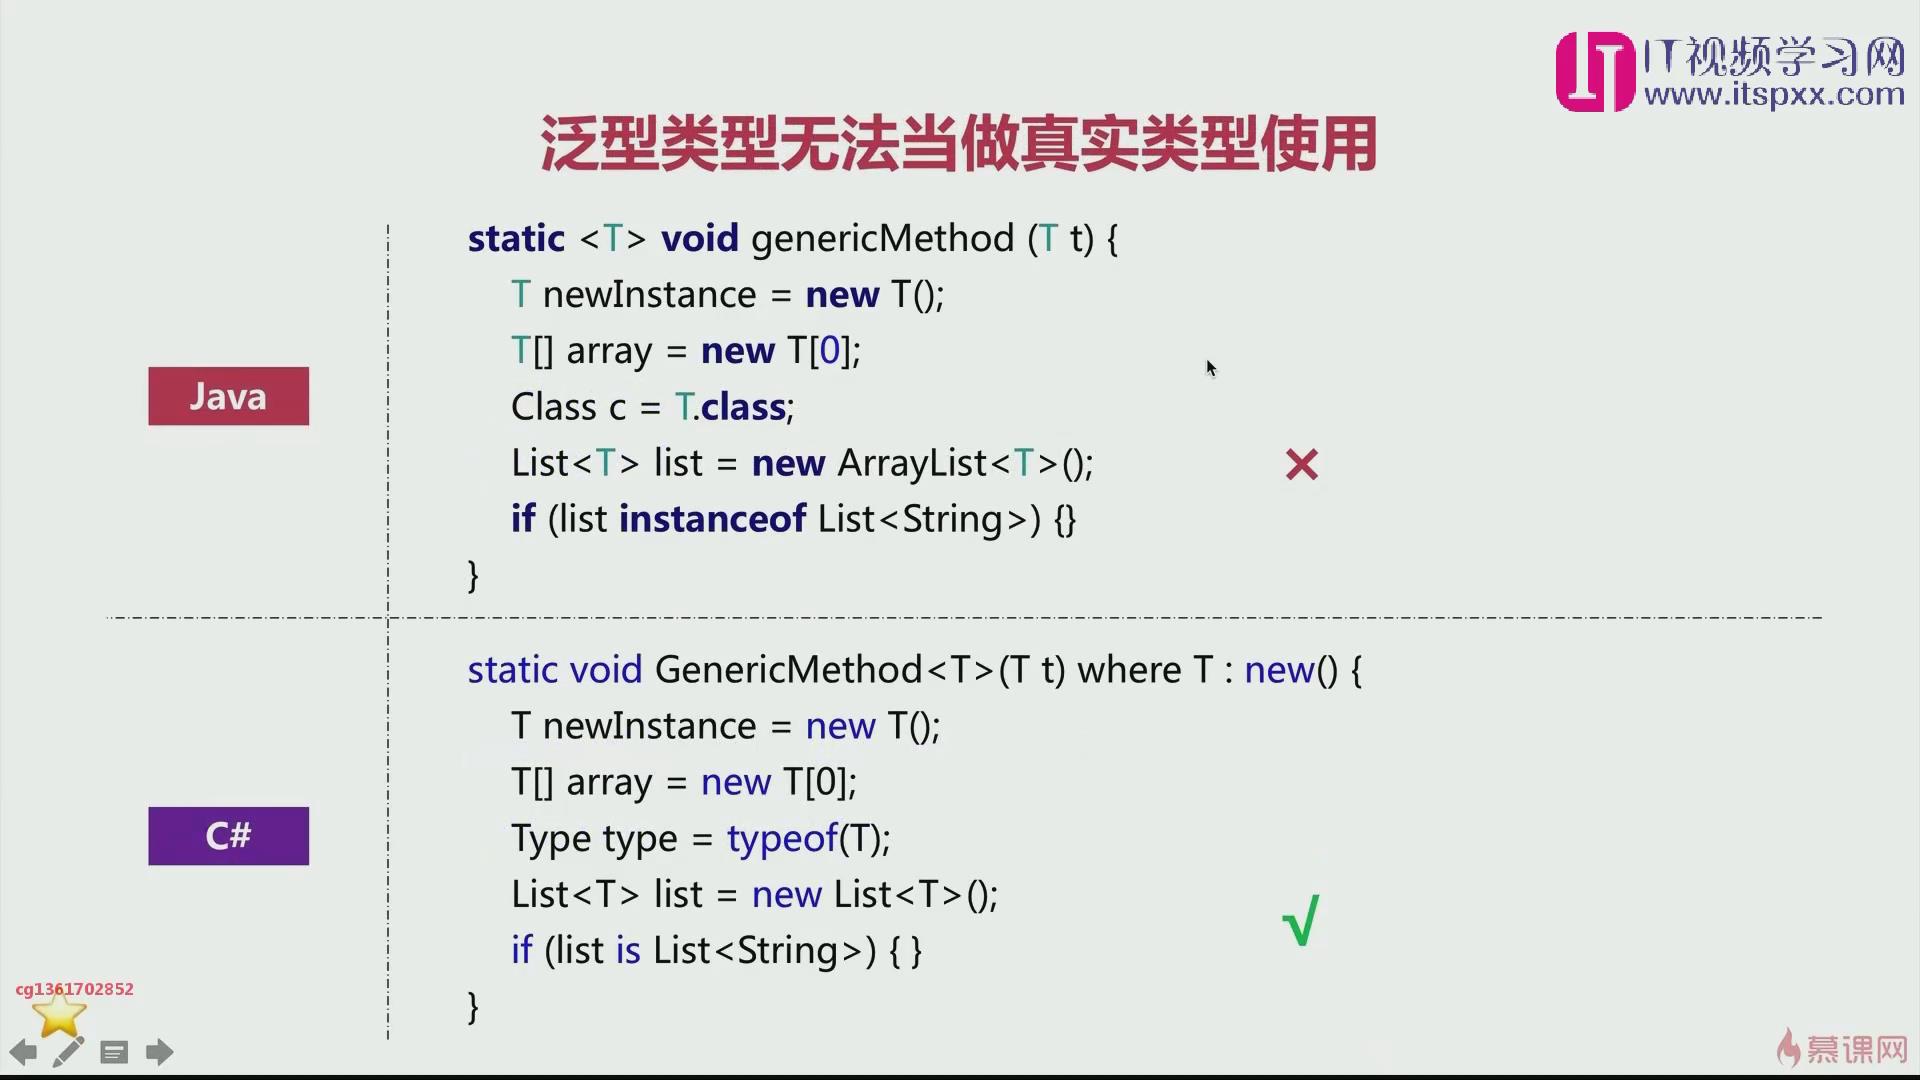 IT视频学习网
www.itspxx.com
泛型类型无法当做真实类型使用
Java
static <T> void genericMethod (T t) {
T newInstance = new T();
T[] array = new T[0];
Class c = T.class;
List<T> list = new ArrayList<T>();
if (list instanceof List<String>) {}
}
C#
static void GenericMethod<T>(T t) where T : new() {
T newInstance = new T();
T[] array = new T[0];
Type type = typeof(T);
List<T> list = new List<T>();
if (list is List<String>) { }
}
cg1361702852
慕课网